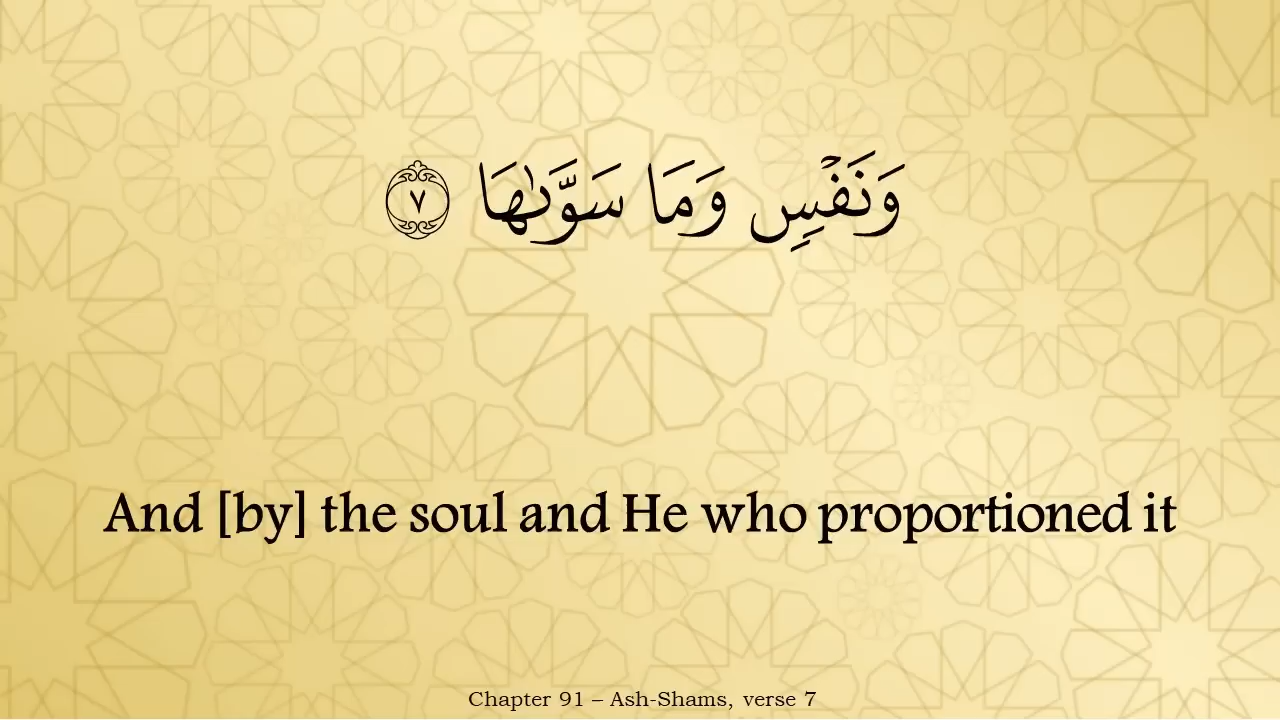 وَنَفْسٍ وَمَا سَوَّىٰهَا ٧
And [by] the soul and He who proportioned it
Chapter 91 – Ash-Shams, verse 7